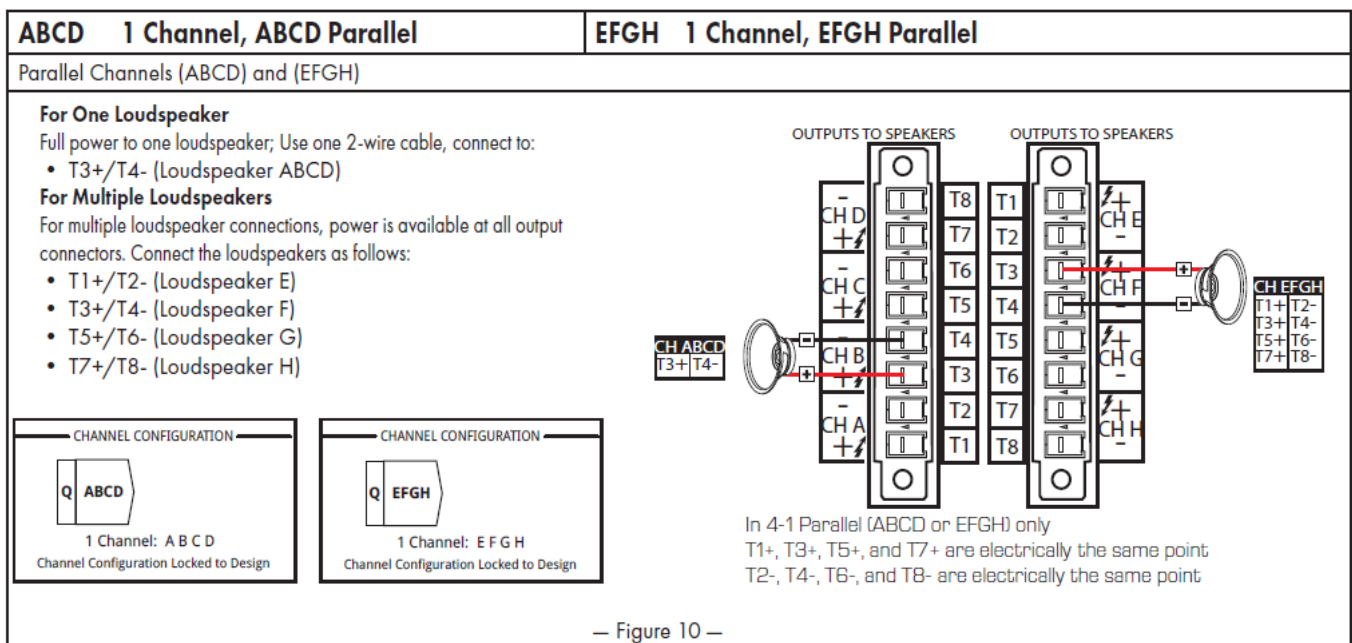 ABCD 1 Channel, ABCD Parallel
EFGH 1 Channel, EFGH Parallel
Parallel Channels (ABCD) and (EFGH)
For One Loudspeaker
Full power to one loudspeaker; Use one 2-wire cable, connect to:
• T3+/T4- (Loudspeaker ABCD)
For Multiple Loudspeakers
For multiple loudspeaker connections, power is available at all output
connectors. Connect the loudspeakers as follows:
• T1+/T2- (Loudspeaker E)
• T3+/T4- (Loudspeaker F)
• T5+/T6- (Loudspeaker G)
• T7+/T8- (Loudspeaker H)
CHANNEL CONFIGURATION
Q ABCD
1 Channel: A B C D
Channel Configuration Locked to Design
CHANNEL CONFIGURATION
Q EFGH
1 Channel: E F G H
Channel Configuration Locked to Design
OUTPUTS TO SPEAKERS
-
CH D
+
-
CH C
+
-
CH B
+
-
CH A
+
T8
T7
T6
T5
T4
T3
T2
T1
CH ABCD
T3+ T4-
-
+
OUTPUTS TO SPEAKERS
T1
T2
T3
T4
T5
T6
T7
T8
+
CH E
-
+
CH F
-
+
CH G
-
+
CH H
+
-
CH EFGH
T1+ T2-
T3+ T4-
T5+ T6-
T7+ T8-
In 4-1 Parallel (ABCD or EFGH) only
T1+, T3+, T5+, and T7+ are electrically the same point
T2-, T4-, T6-, and T8- are electrically the same point
— Figure 10 —